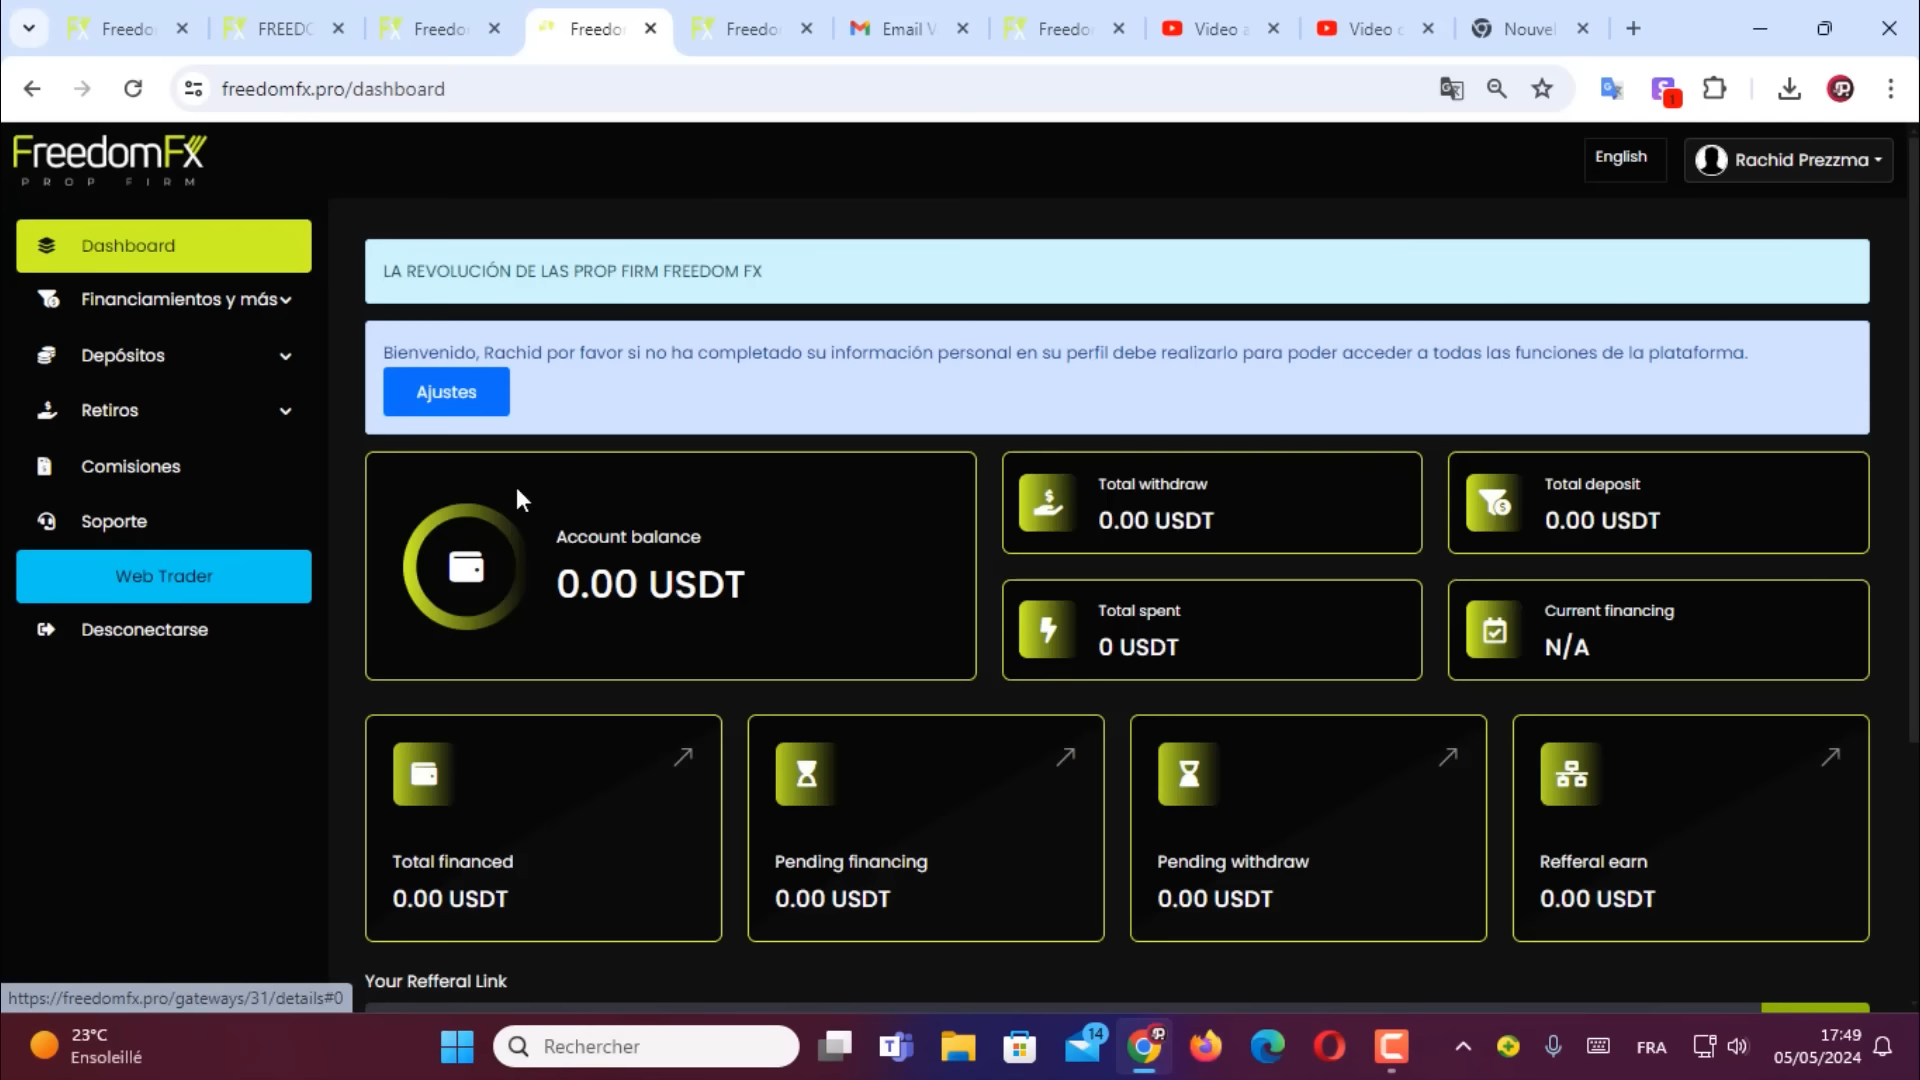 Freedo
FREEDO
Freedo
Freedo
Freedo
Email V
Freedo
Video a
Video c
Nouvel
freedomfx.pro/dashboard
1
FreedomFX
PROP FIRM
English
Rachid Prezzma
Dashboard
Financiamientos y más
Depósitos
Retiros
Comisiones
Soporte
Web Trader
Desconectarse
LA REVOLUCIÓN DE LAS PROP FIRM FREEDOM FX
Bienvenido, Rachid por favor si no ha completado su información personal en su perfil debe realizarlo para poder acceder a todas las funciones de la plataforma.
Ajustes
Account balance
0.00 USDT
Total withdraw
0.00 USDT
Total deposit
0.00 USDT
Total spent
0 USDT
Current financing
N/A
Total financed
0.00 USDT
Pending financing
0.00 USDT
Pending withdraw
0.00 USDT
Refferal earn
0.00 USDT
Your Refferal Link
https://freedomfx.pro/gateways/31/details#0
23°C
Ensoleillé
Rechercher
14
FRA
17:49
05/05/2024